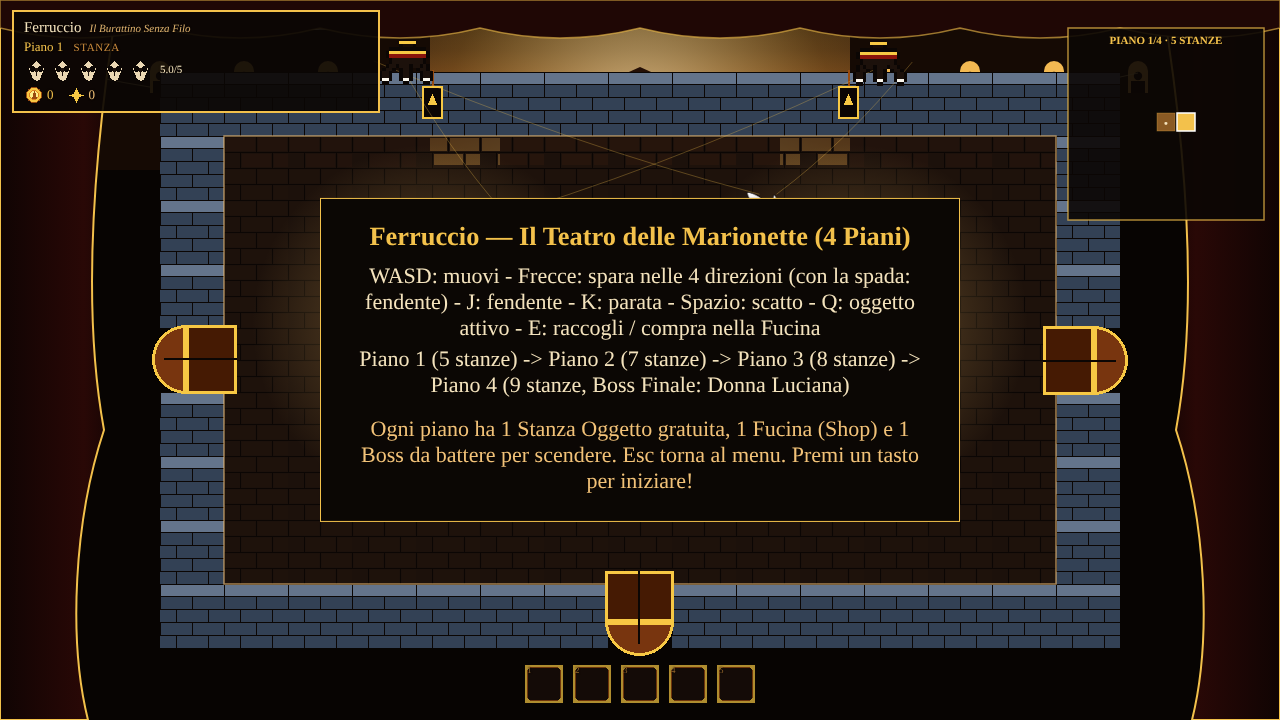 Ferruccio Il Burattino Senza Filo
Piano 1 STANZA
5.0/5
0 0
PIANO 1/4 · 5 STANZE
Ferruccio — Il Teatro delle Marionette (4 Piani)
WASD: muovi - Frecce: spara nelle 4 direzioni (con la spada:
fendente) - J: fendente - K: parata - Spazio: scatto - Q: oggetto
attivo - E: raccogli / compra nella Fucina
Piano 1 (5 stanze) -> Piano 2 (7 stanze) -> Piano 3 (8 stanze) ->
Piano 4 (9 stanze, Boss Finale: Donna Luciana)
Ogni piano ha 1 Stanza Oggetto gratuita, 1 Fucina (Shop) e 1
Boss da battere per scendere. Esc torna al menu. Premi un tasto
per iniziare!